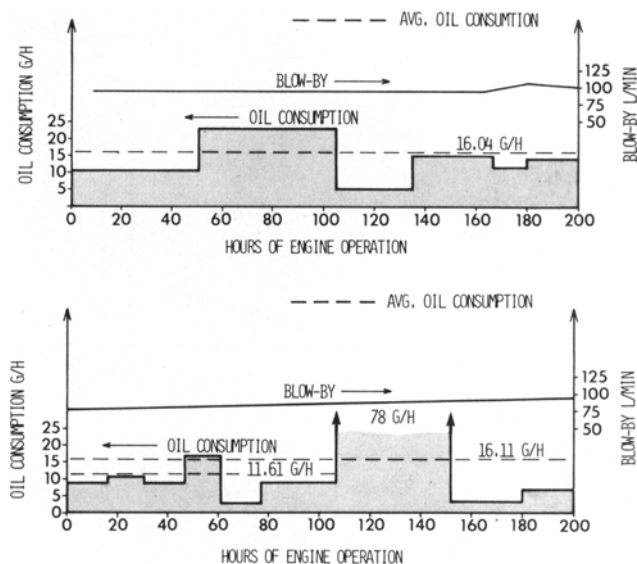 AVG. OIL CONSUMTION
OIL CONSUMPTION G/H
BLOW-BY
125
100
75
50
BLOW-BY L/MIN
OIL CONSUMPTION
25
20
15
10
5
16.04 G/H
0 20 40 60 80 100 120 140 160 180 200
HOURS OF ENGINE OPERATION
AVG. OIL CONSUMPTION
OIL CONSUMPTION G/H
BLOW-BY
125
100
75
50
BLOW-BY L/MIN
78 G/H
OIL CONSUMPTION
25
20
15
10
5
0
11.61 G/H
16.11 G/H
0 20 40 60 80 100 120 140 160 180 200
HOURS OF ENGINE OPERATION